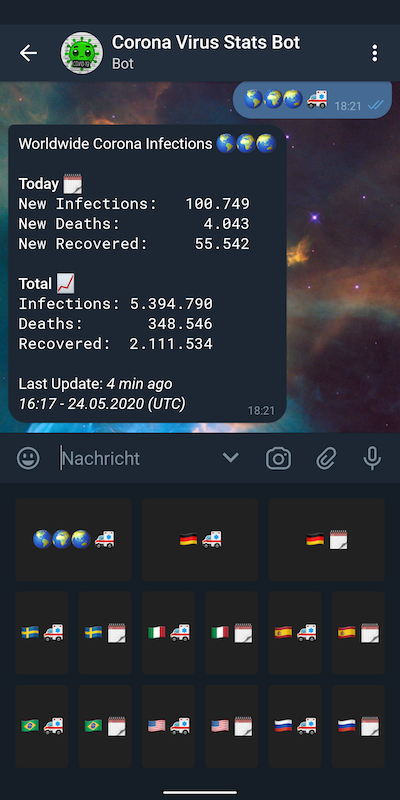 Corona Virus Stats Bot
Bot
18:21
Worldwide Corona Infections
Today
New Infections: 100.749
New Deaths: 4.043
New Recovered: 55.542
Total
Infections: 5.394.790
Deaths: 348.546
Recovered: 2.111.534
Last Update: 4 min ago
16:17 - 24.05.2020 (UTC)
18:21
Nachricht